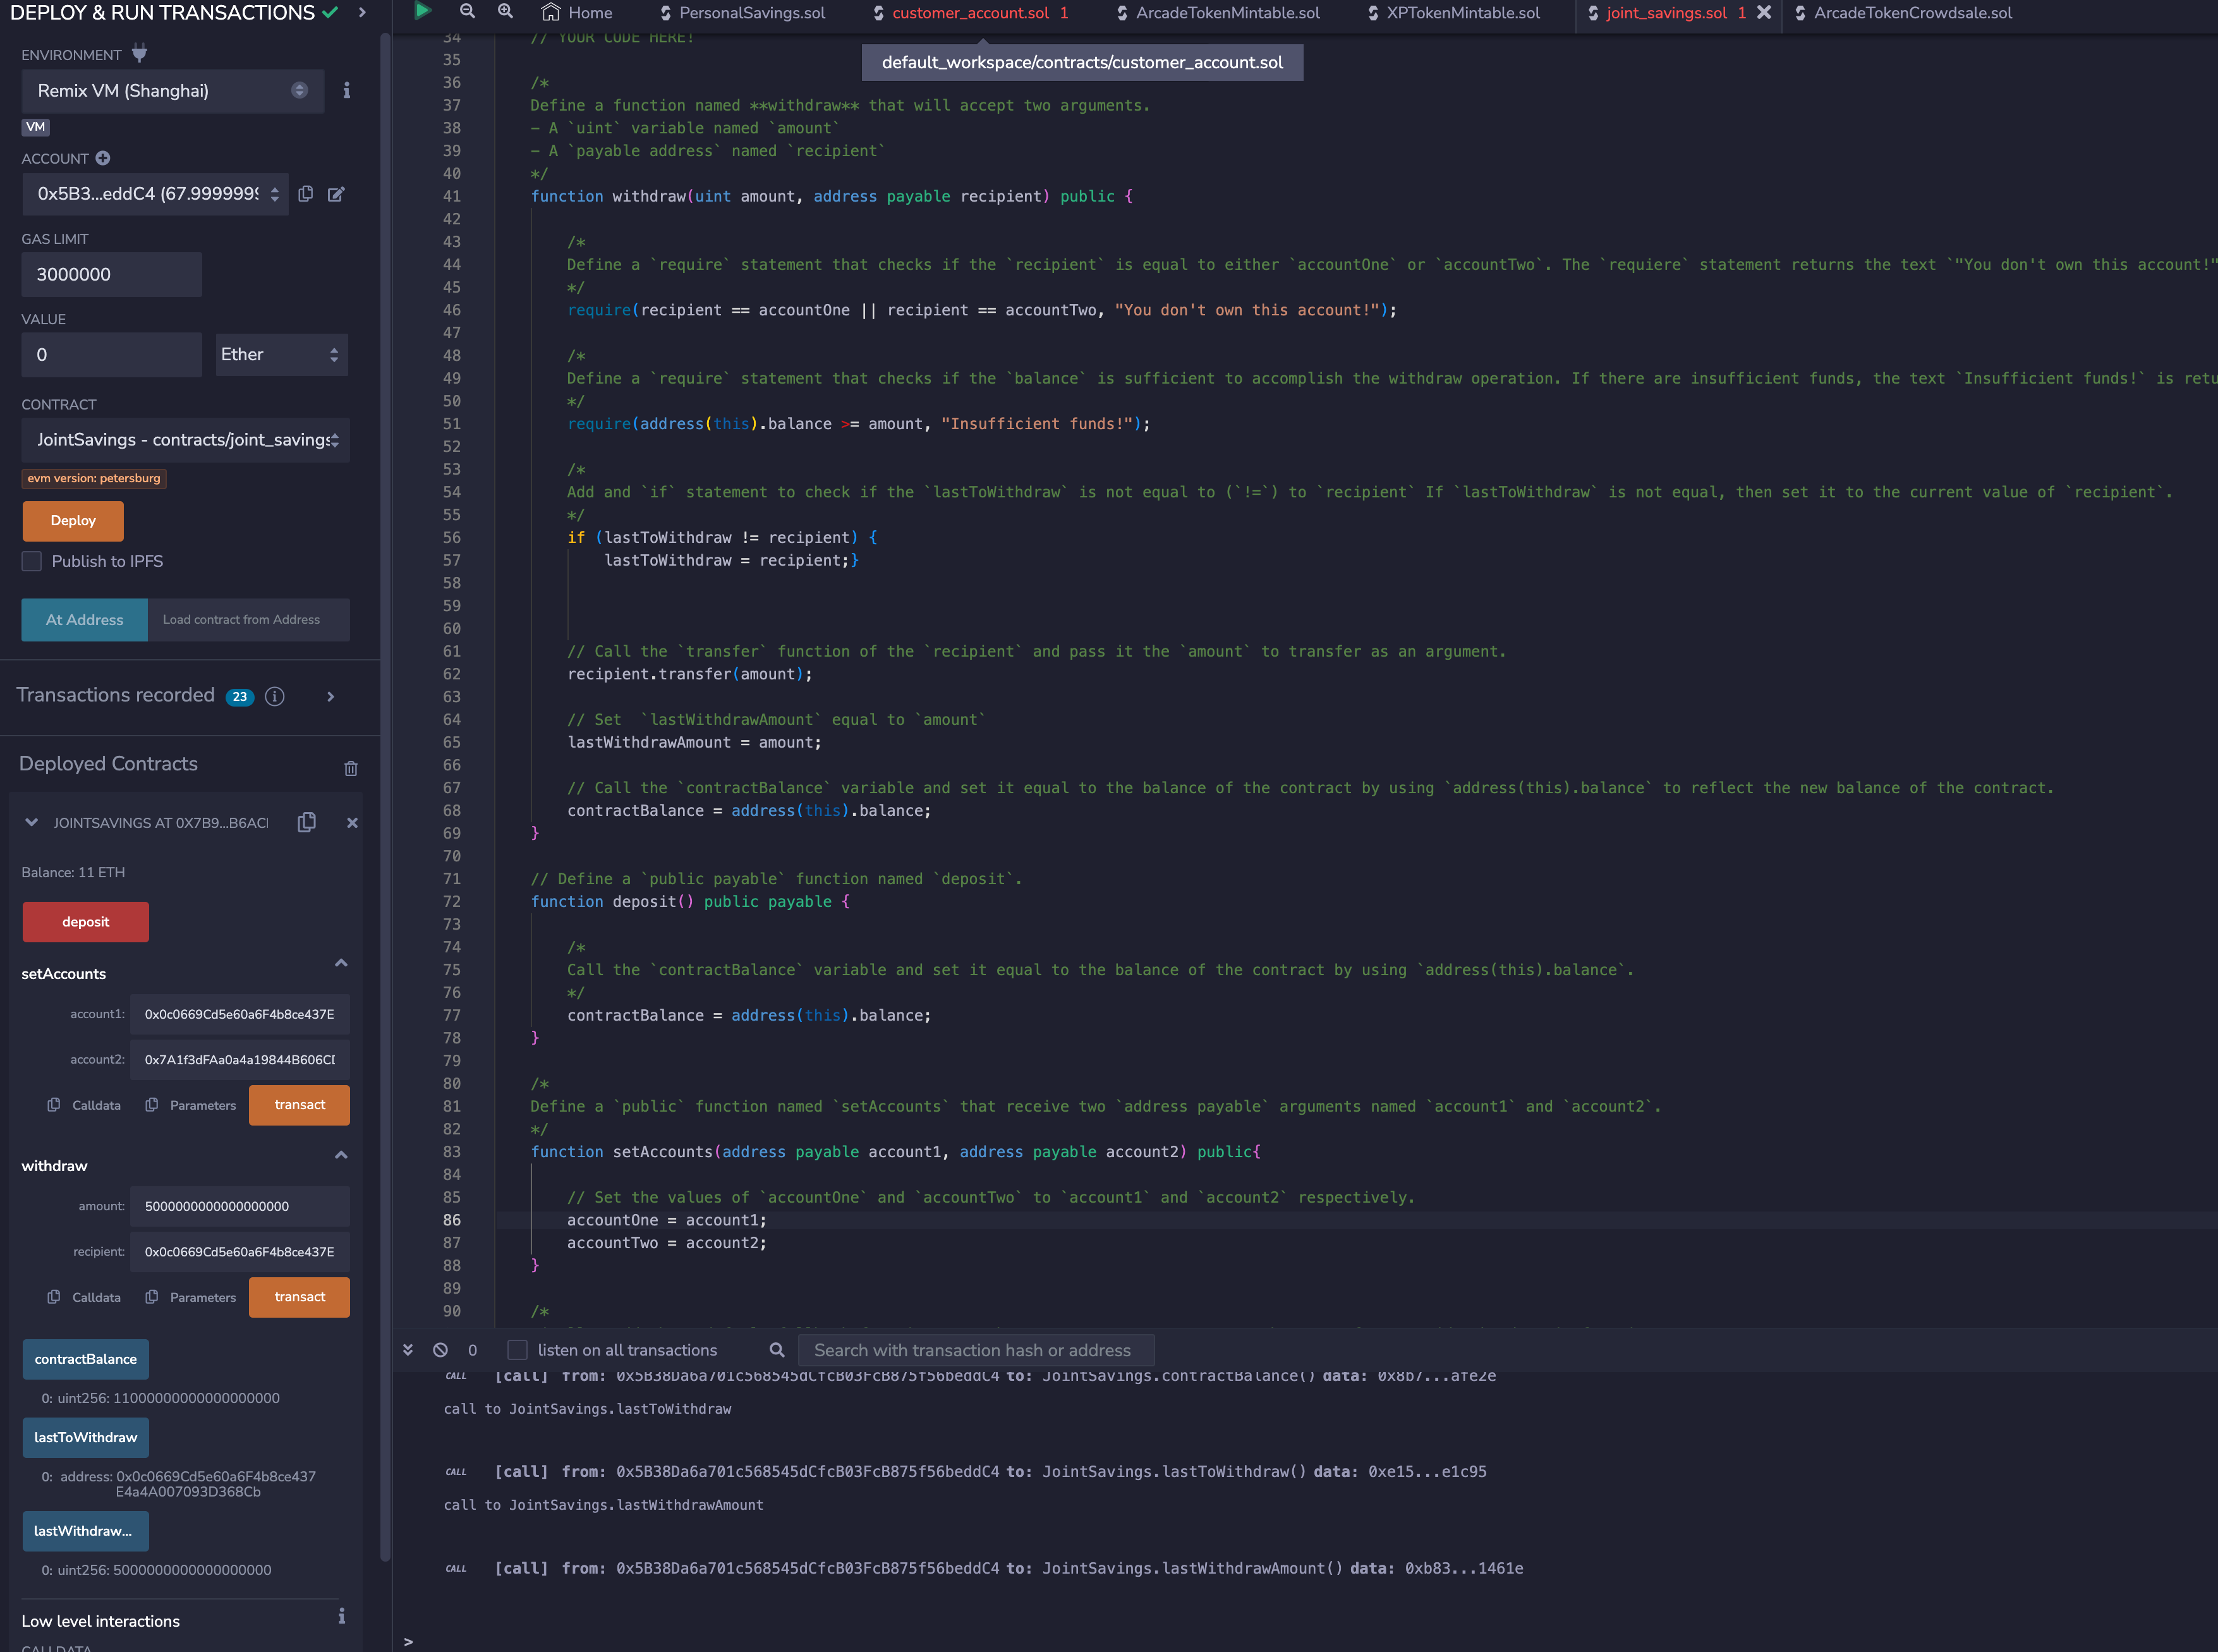 DEPLOY & RUN TRANSACTIONS
ENVIRONMENT
Remix VM (Shanghai)
VM
ACCOUNT
0x5B3...eddC4 (67.9999999
GAS LIMIT
3000000
VALUE
0 Ether
CONTRACT
JointSavings - contracts/joint_savings
evm version: petersburg
Deploy
Publish to IPFS
At Address Load contract from Address
Transactions recorded 23
Deployed Contracts
JOINTSAVINGS AT 0X7B9...B6AC
Balance: 11 ETH
deposit
setAccounts
account1: 0x0c0669Cd5e60a6F4b8ce437E
account2: 0x7A1f3dFAa0a4a19844B606CD
Calldata Parameters transact
withdraw
amount: 5000000000000000000
recipient: 0x0c0669Cd5e60a6F4b8ce437E
Calldata Parameters transact
contractBalance
0: uint256: 11000000000000000000
lastToWithdraw
0: address: 0x0c0669Cd5e60a6F4b8ce437
E4a4A007093D368Cb
lastWithdraw...
0: uint256: 5000000000000000000
Low level interactions
CALLDATA
Home PersonalSavings.sol customer_account.sol 1 ArcadeTokenMintable.sol XPTokenMintable.sol joint_savings.sol 1 ArcadeTokenCrowdsale.sol
default_workspace/contracts/customer_account.sol
34 // YOUR CODE HERE!
35
36 /*
37 Define a function named **withdraw** that will accept two arguments.
38 - A `uint` variable named `amount`
39 - A `payable address` named `recipient`
40 */
41 function withdraw(uint amount, address payable recipient) public {
42
43 /*
44 Define a `require` statement that checks if the `recipient` is equal to either `accountOne` or `accountTwo`. The `requiere` statement returns the text `"You don't own this account!"
45 */
46 require(recipient == accountOne || recipient == accountTwo, "You don't own this account!");
47
48 /*
49 Define a `require` statement that checks if the `balance` is sufficient to accomplish the withdraw operation. If there are insufficient funds, the text `Insufficient funds!` is retu
50 */
51 require(address(this).balance >= amount, "Insufficient funds!");
52
53 /*
54 Add and `if` statement to check if the `lastToWithdraw` is not equal to (`!=`) to `recipient` If `lastToWithdraw` is not equal, then set it to the current value of `recipient`.
55 */
56 if (lastToWithdraw != recipient) {
57 lastToWithdraw = recipient;}
58
59
60
61 // Call the `transfer` function of the `recipient` and pass it the `amount` to transfer as an argument.
62 recipient.transfer(amount);
63
64 // Set  `lastWithdrawAmount` equal to `amount`
65 lastWithdrawAmount = amount;
66
67 // Call the `contractBalance` variable and set it equal to the balance of the contract by using `address(this).balance` to reflect the new balance of the contract.
68 contractBalance = address(this).balance;
69 }
70
71 // Define a `public payable` function named `deposit`.
72 function deposit() public payable {
73
74 /*
75 Call the `contractBalance` variable and set it equal to the balance of the contract by using `address(this).balance`.
76 */
77 contractBalance = address(this).balance;
78 }
79
80 /*
81 Define a `public` function named `setAccounts` that receive two `address payable` arguments named `account1` and `account2`.
82 */
83 function setAccounts(address payable account1, address payable account2) public{
84
85 // Set the values of `accountOne` and `accountTwo` to `account1` and `account2` respectively.
86 accountOne = account1;
87 accountTwo = account2;
88 }
89
90 /*
0 listen on all transactions Search with transaction hash or address
CALL [call] from: 0x5B38Da6a701c568545dCfcB03FcB875f56beddC4 to: JointSavings.contractBalance() data: 0x8b7...afe2e
call to JointSavings.lastToWithdraw
CALL [call] from: 0x5B38Da6a701c568545dCfcB03FcB875f56beddC4 to: JointSavings.lastToWithdraw() data: 0xe15...e1c95
call to JointSavings.lastWithdrawAmount
CALL [call] from: 0x5B38Da6a701c568545dCfcB03FcB875f56beddC4 to: JointSavings.lastWithdrawAmount() data: 0xb83...1461e
>